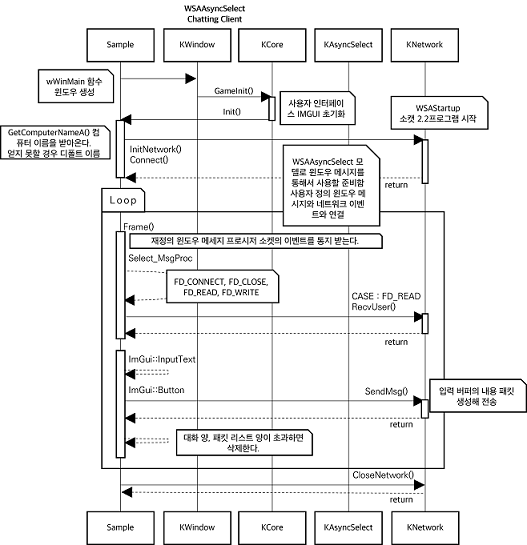 WSAAsyncSelect
Chatting Client
Sample
KWindow
KCore
KAsyncSelect
KNetwork
wWinMain 함수
윈도우 생성
GameInit()
사용자 인터페이
스 IMGUI 초기화
Init()
WSAStartup
소켓 2.2프로그램 시작
GetComputerNameA() 컴
퓨터 이름을 받아온다.
얻지 못할 경우 디폴트 이름
InitNetwork()
Connect()
WSAAsyncSelect 모
델로 윈도우 메시지를
통해서 사용할 준비함
사용자 정의 윈도우 메
시지와 네트워크 이벤
트와 연결
return
Loop
Frame()
재정의 윈도우 메세지 프로시저 소켓의 이벤트를 통지 받는다.
Select_MsgProc
FD_CONNECT, FD_CLOSE,
FD_READ, FD_WRITE
CASE : FD_READ
RecvUser()
return
ImGui::InputText
ImGui::Button
SendMsg()
입력 버퍼의 내용 패킷
생성해 전송
return
대화 양, 패킷 리스트 양이 초과하면
삭제한다.
CloseNetwork()
return
Sample
KWindow
KCore
KAsyncSelect
KNetwork